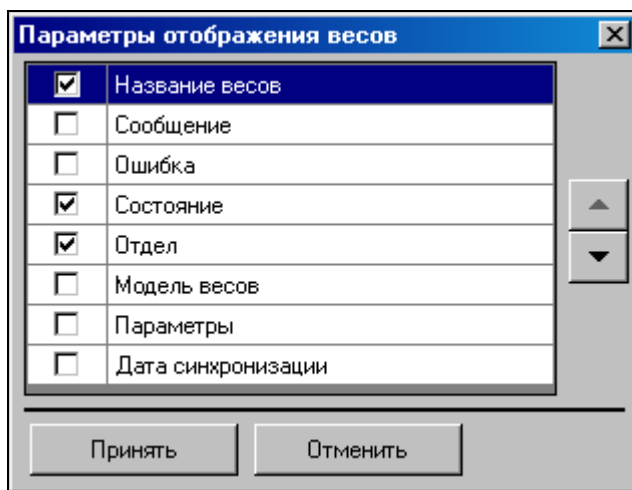 Параметры отображения весов
Название весов
Сообщение
Ошибка
Состояние
Отдел
Модель весов
Параметры
Дата синхронизации
Принять
Отменить